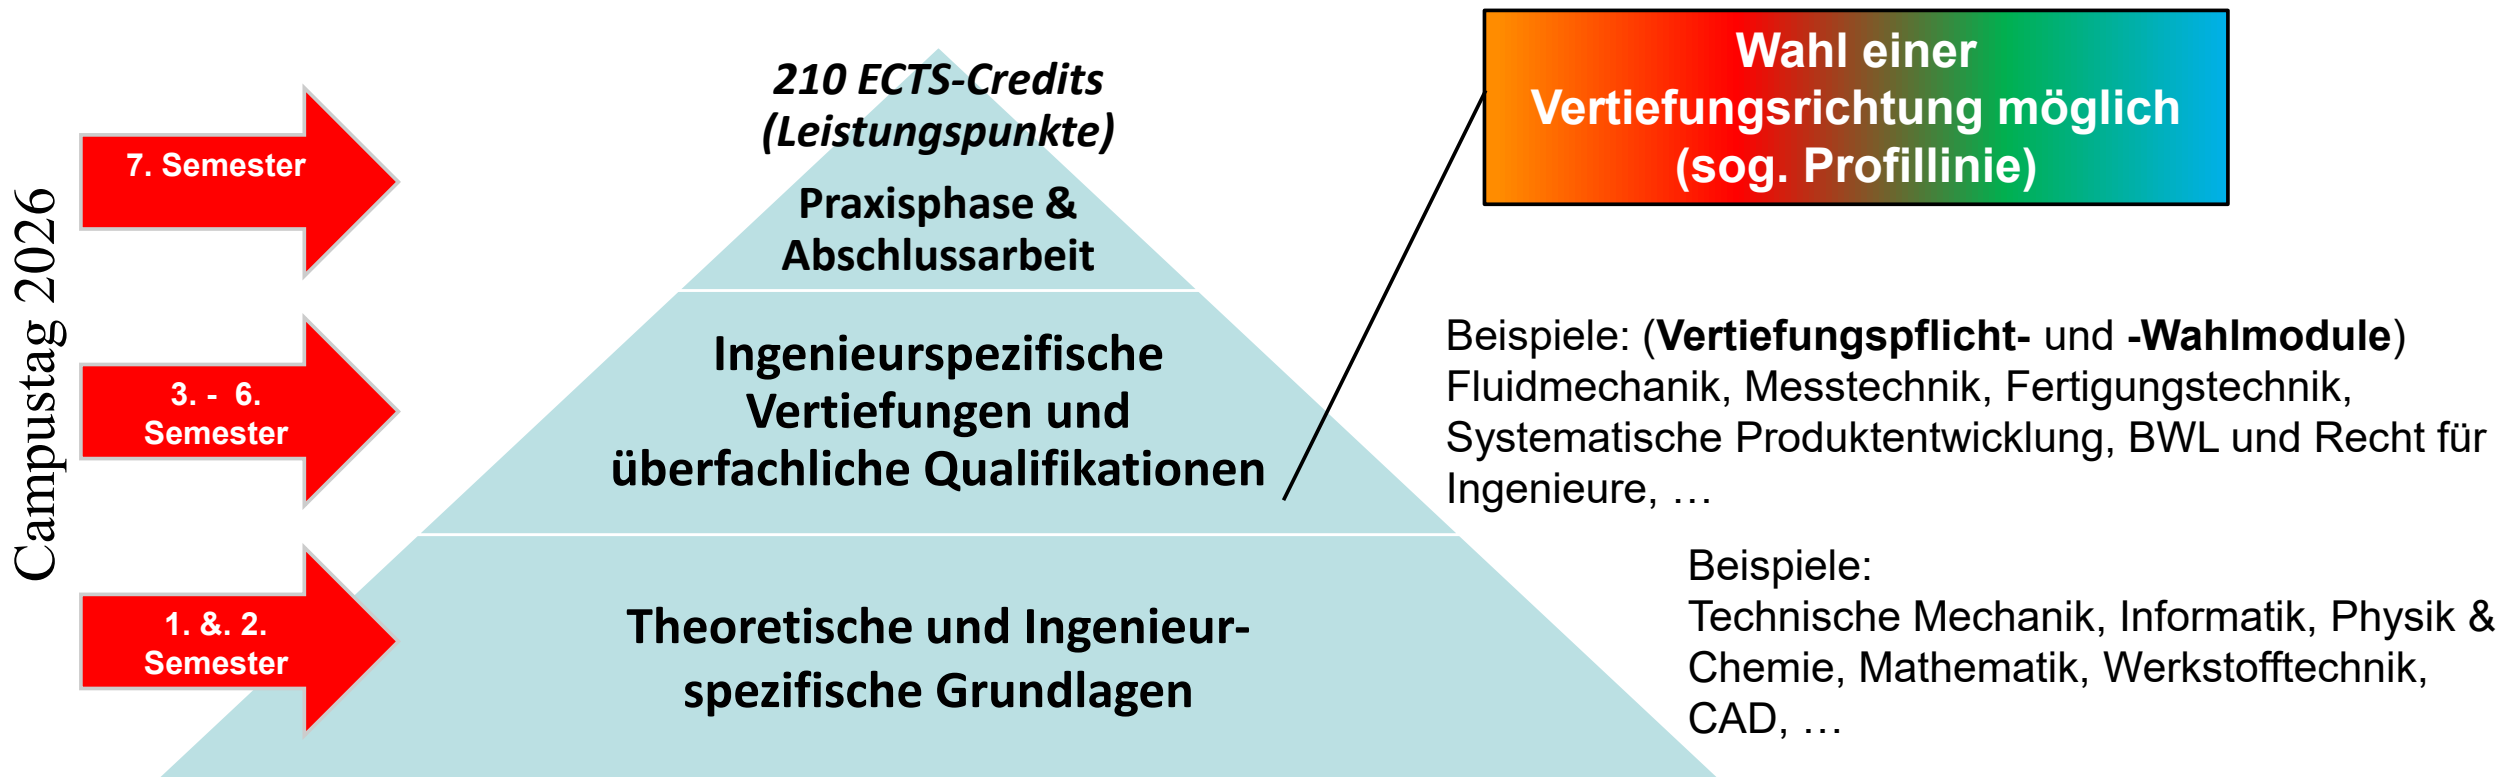 Campustag 2026
210 ECTS-Credits
(Leistungspunkte)
7. Semester
Praxisphase &
Abschlussarbeit
Wahl einer
Vertiefungsrichtung möglich
(sog. Profillinie)
3. - 6.
Semester
Ingenieurspezifische
Vertiefungen und
überfachliche Qualifikationen
Beispiele: (Vertiefungspflicht- und -Wahlmodule)
Fluidmechanik, Messtechnik, Fertigungstechnik,
Systematische Produktentwicklung, BWL und Recht für
Ingenieure, …
1. &. 2.
Semester
Theoretische und Ingenieur-
spezifische Grundlagen
Beispiele:
Technische Mechanik, Informatik, Physik &
Chemie, Mathematik, Werkstofftechnik,
CAD, …